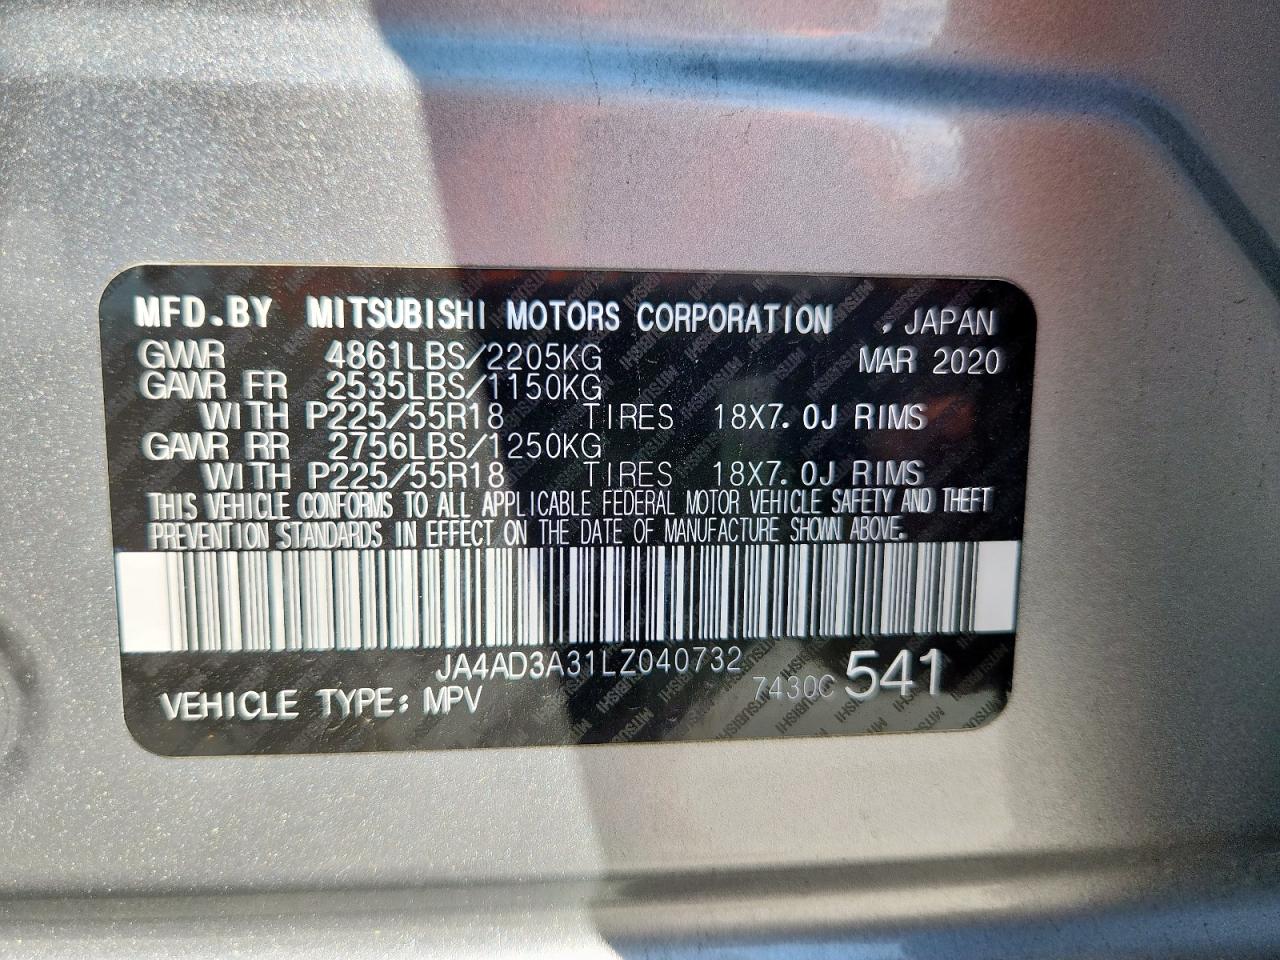 MFD.BY MITSUBISHI MOTORS CORPORATION , JAPAN
GVWR 4861LBS/2205KG MAR 2020
GAWR FR 2535LBS/1150KG
WITH P225/55R18 TIRES 18X7.0J RIMS
GAWR RR 2756LBS/1250KG
WITH P225/55R18 TIRES 18X7.0J RIMS
THIS VEHICLE CONFORMS TO ALL APPLICABLE FEDERAL MOTOR VEHICLE SAFETY AND THEFT
PREVENTION STANDARDS IN EFFECT ON THE DATE OF MANUFACTURE SHOWN ABOVE.
JA4AD3A31LZ040732
VEHICLE TYPE: MPV 7430C 541